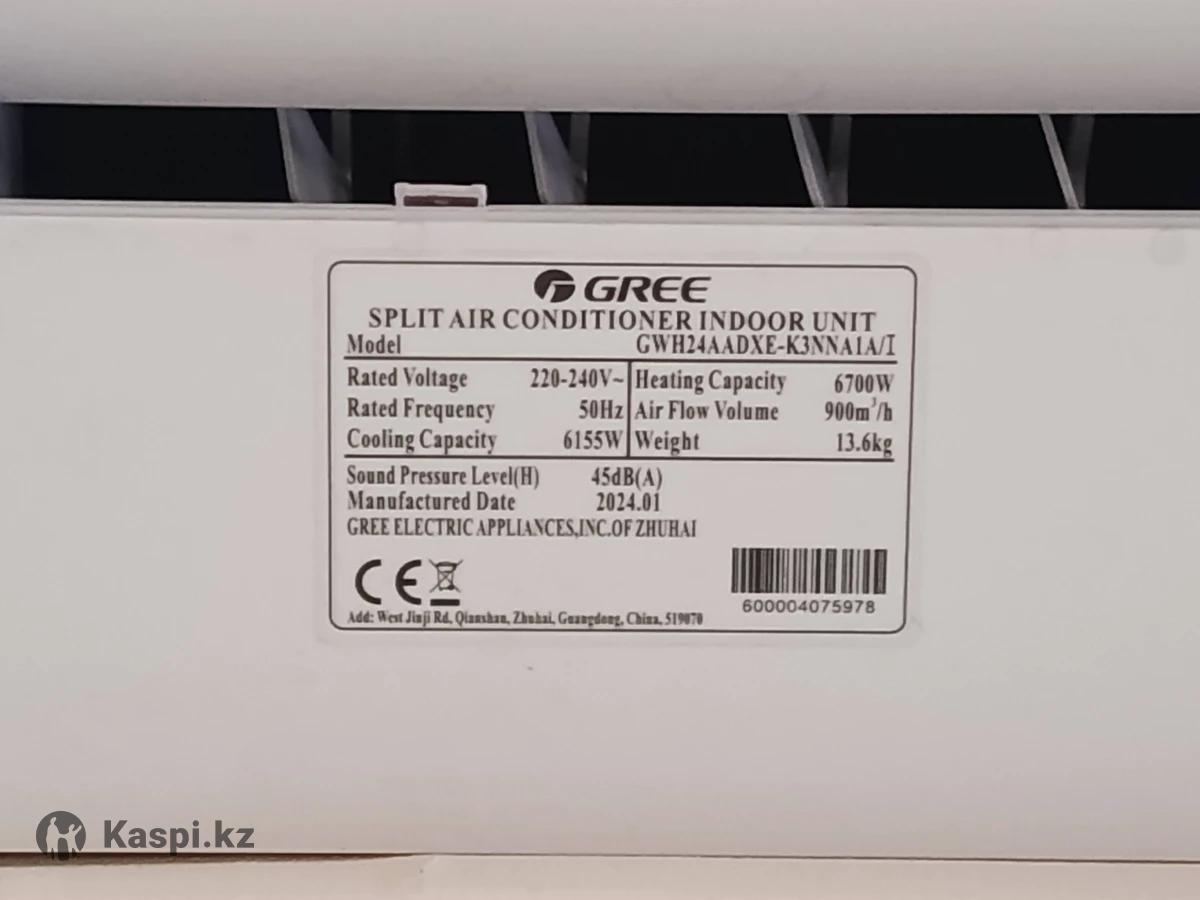 GREE
SPLIT AIR CONDITIONER INDOOR UNIT
Model GWH24AADXE-K3NNA1A/I
Rated Voltage 220-240V~ Heating Capacity 6700W
Rated Frequency 50Hz Air Flow Volume 900m³/h
Cooling Capacity 6155W Weight 13.6kg
Sound Pressure Level(H) 45dB(A)
Manufactured Date 2024.01
GREE ELECTRIC APPLIANCES,INC.OF ZHUHAI
CE
600004075978
Add: West Jinji Rd, Qianshan, Zhuhai, Guangdong, China, 519070
Kaspi.kz